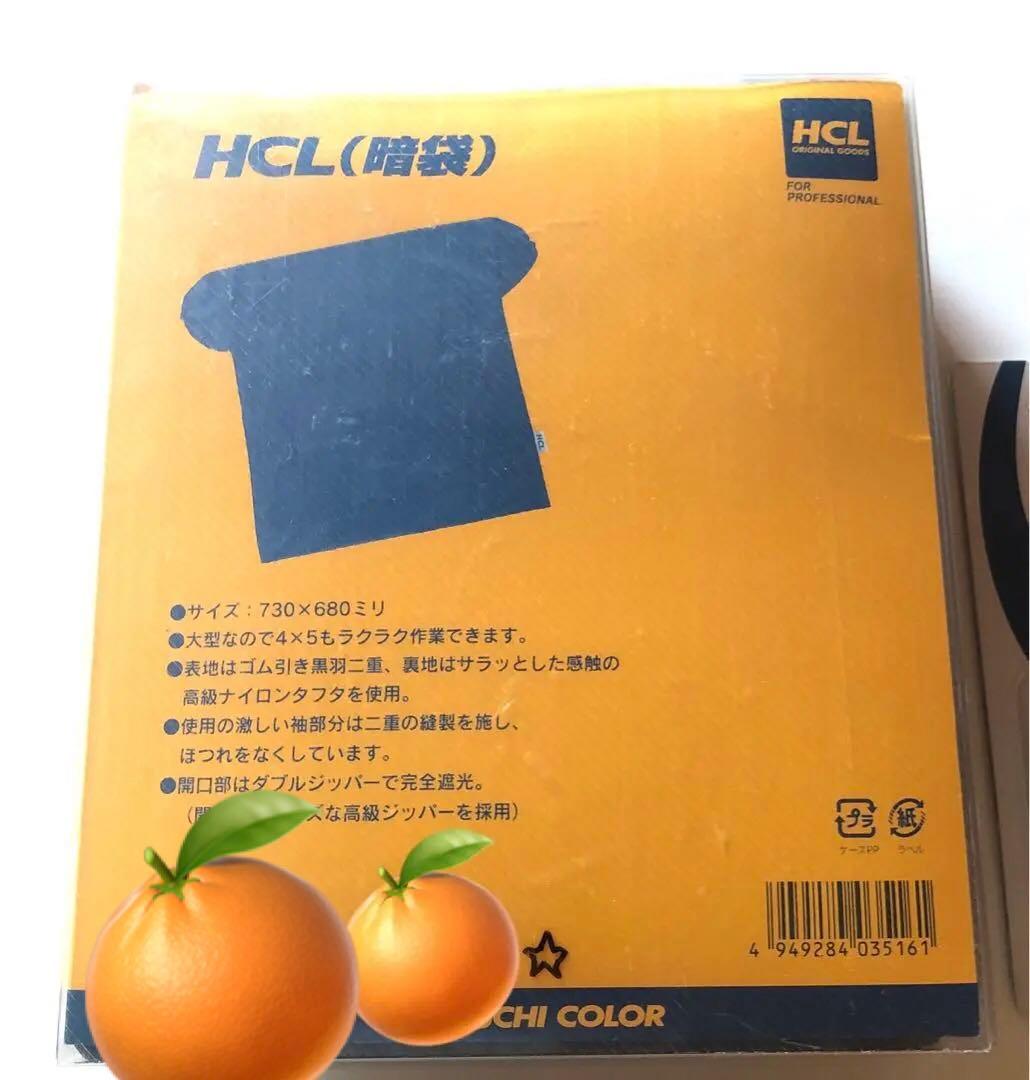 HCL(暗袋)
HCL
ORIGINAL GOODS
FOR
PROFESSIONAL
HCL
●サイズ：730×680ミリ
●大型なので4×5もラクラク作業できます。
●表地はゴム引き黒羽二重、裏地はサラッとした感触の
高級ナイロンタフタを使用。
●使用の激しい袖部分は二重の縫製を施し、
ほつれをなくしています。
●開口部はダブルジッパーで完全遮光。
(開 ズな高級ジッパーを採用)
プラ
紙
ケースPP
ラベル
4 949284 035161
CHI COLOR